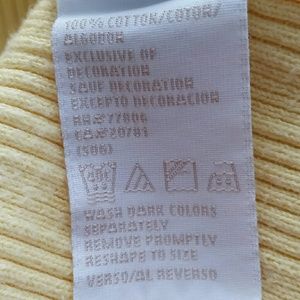 100% COTTON/COTON/
ALGODON
EXCLUSIVE OF
DECORATION
SAUF DECORATION
EXCEPTO DECORACION
RN#77806
CA#20781
(506)
WASH DARK COLORS
SEPARATELY
REMOVE PROMPTLY
RESHAPE TO SIZE
VERSO/AL REVERSO